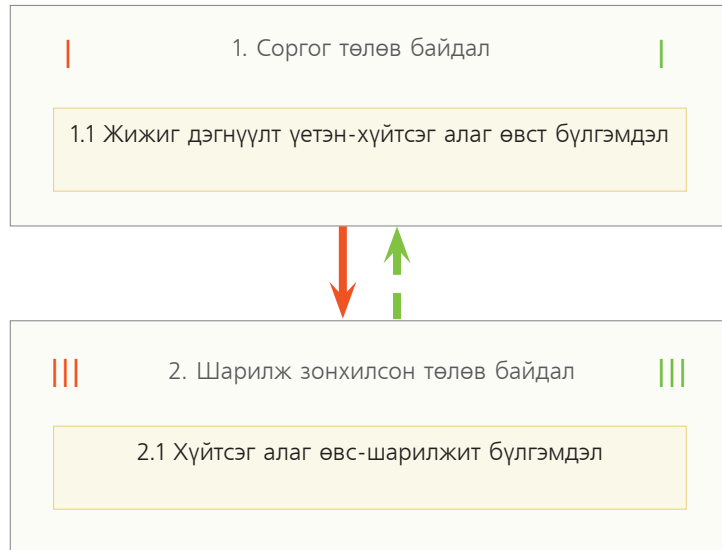 1. Соргог төлөв байдал
1.1 Жижиг дэгнүүлт үетэн-хүйтсэг алаг өвст бүлгэмдэл
2. Шарилж зонхилсон төлөв байдал
2.1 Хүйтсэг алаг өвс-шарилжит бүлгэмдэл